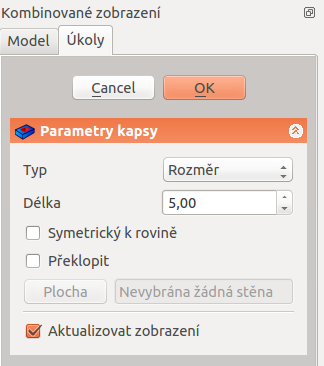 Kombinované zobrazení
Model Úkoly
Cancel OK
Parametry kapsy
Typ Rozměr
Délka 5,00
Symetrický k rovině
Překlopit
Plocha Nevybrána žádná stěna
Aktualizovat zobrazení